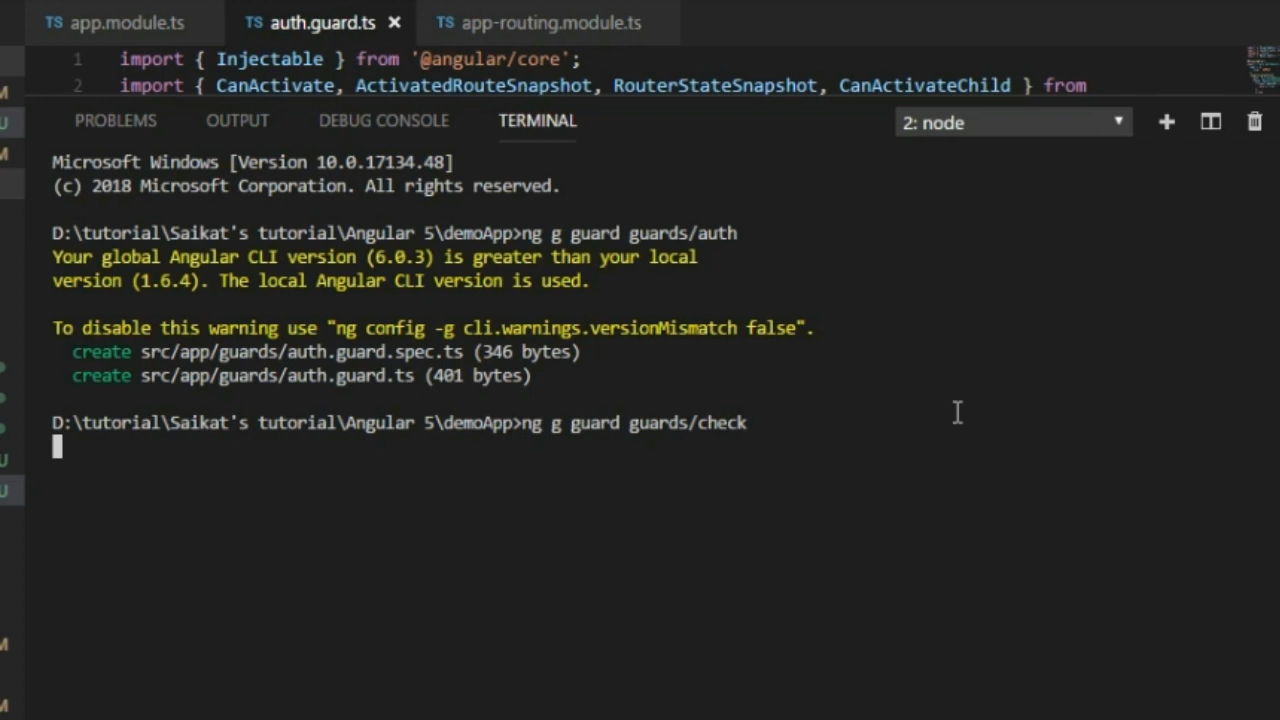 TS app.module.ts TS auth.guard.ts × TS app-routing.module.ts
1 import { Injectable } from '@angular/core';
2 import { CanActivate, ActivatedRouteSnapshot, RouterStateSnapshot, CanActivateChild } from
PROBLEMS OUTPUT DEBUG CONSOLE TERMINAL 2: node
Microsoft Windows [Version 10.0.17134.48]
(c) 2018 Microsoft Corporation. All rights reserved.
D:\tutorial\Saikat's tutorial\Angular 5\demoApp>ng g guard guards/auth
Your global Angular CLI version (6.0.3) is greater than your local
version (1.6.4). The local Angular CLI version is used.
To disable this warning use "ng config -g cli.warnings.versionMismatch false".
create src/app/guards/auth.guard.spec.ts (346 bytes)
create src/app/guards/auth.guard.ts (401 bytes)
D:\tutorial\Saikat's tutorial\Angular 5\demoApp>ng g guard guards/check
M
U
M
U
U
M
M